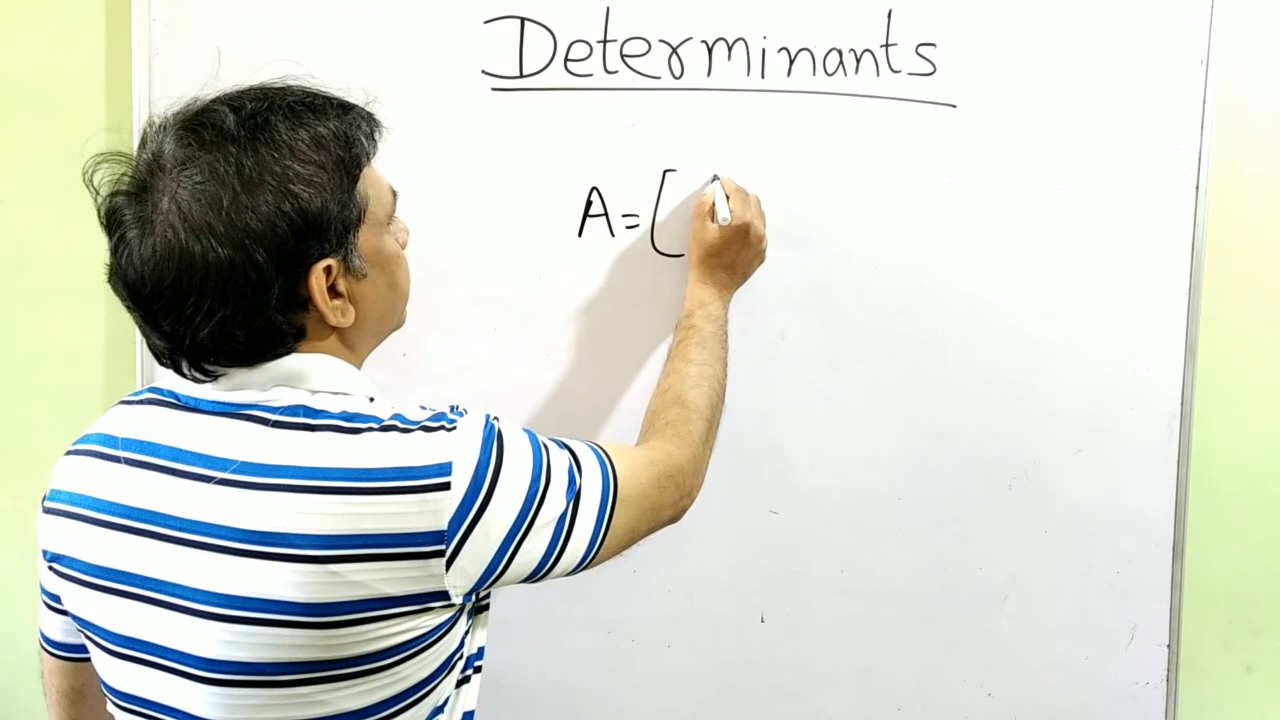 Determinants
A = [